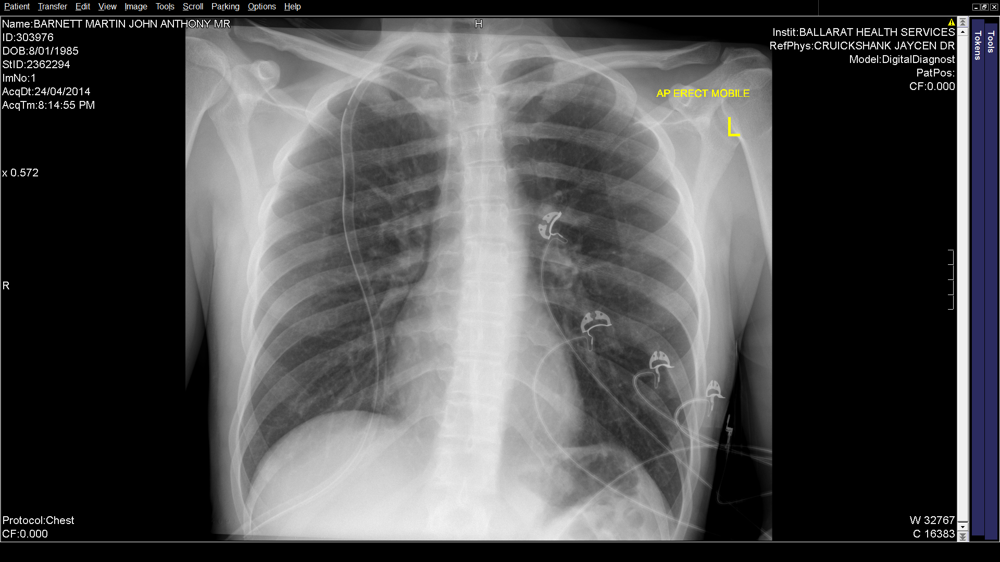 Patient Transfer Edit View Image Tools Scroll Parking Options Help
Name:BARNETT MARTIN JOHN ANTHONY MR
ID:303976
DOB:8/01/1985
StID:2362294
ImNo:1
AcqDt:24/04/2014
AcqTm:8:14:55 PM
H
Instit:BALLARAT HEALTH SERVICES
RefPhys:CRUICKSHANK JAYCEN DR
Model:DigitalDiagnost
PatPos:
CF:0.000
Tokens
Tools
AP ERECT MOBILE
L
x 0.572
R
Protocol:Chest
CF:0.000
W 32767
C 16383